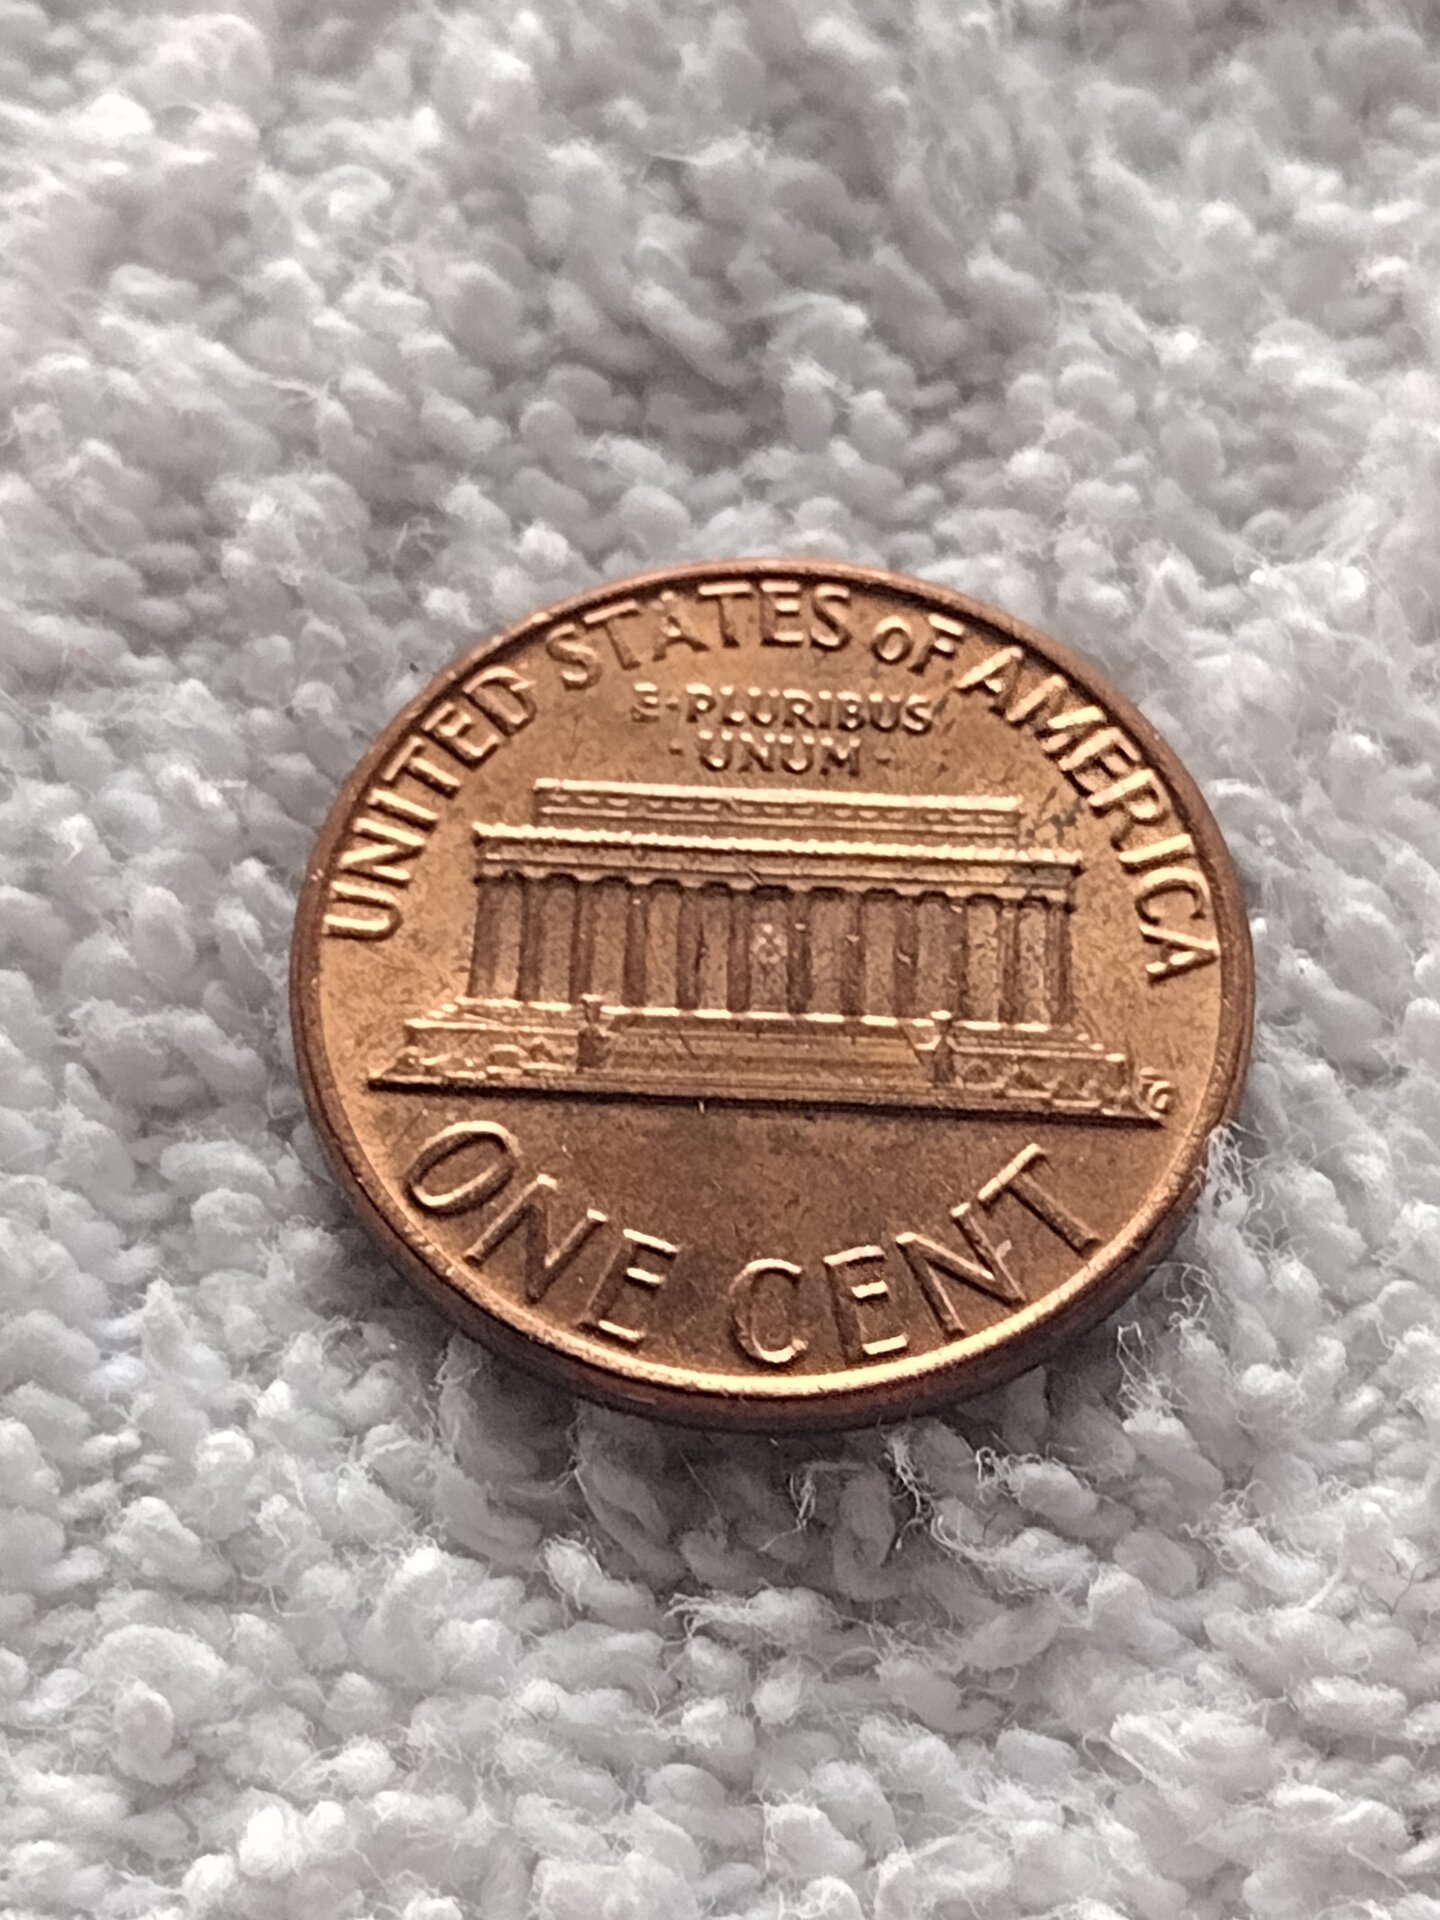 UNITED STATES OF AMERICA
E·PLURIBUS
·UNUM·
ONE CENT